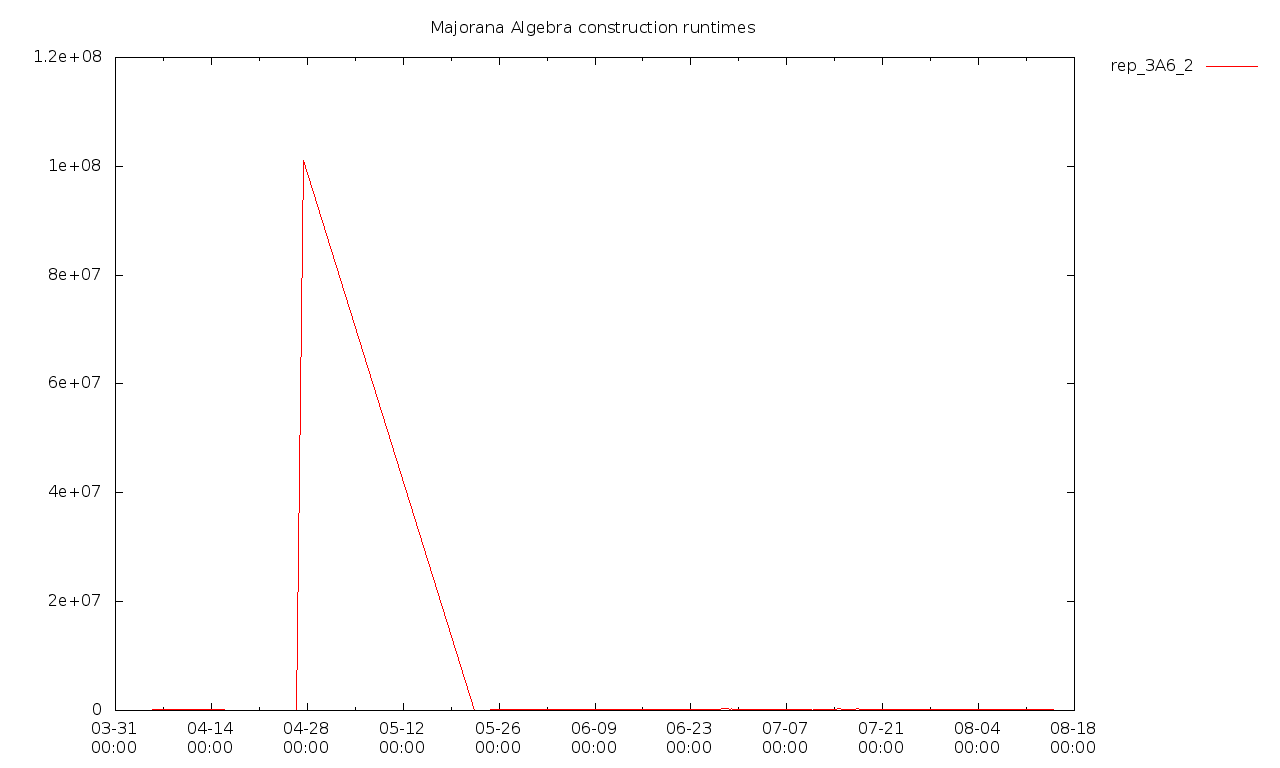 Majorana Algebra construction runtimes
rep_3A6_2
1.2e+08
1e+08
8e+07
6e+07
4e+07
2e+07
0
03-31 04-14 04-28 05-12 05-26 06-09 06-23 07-07 07-21 08-04 08-18
00:00 00:00 00:00 00:00 00:00 00:00 00:00 00:00 00:00 00:00 00:00